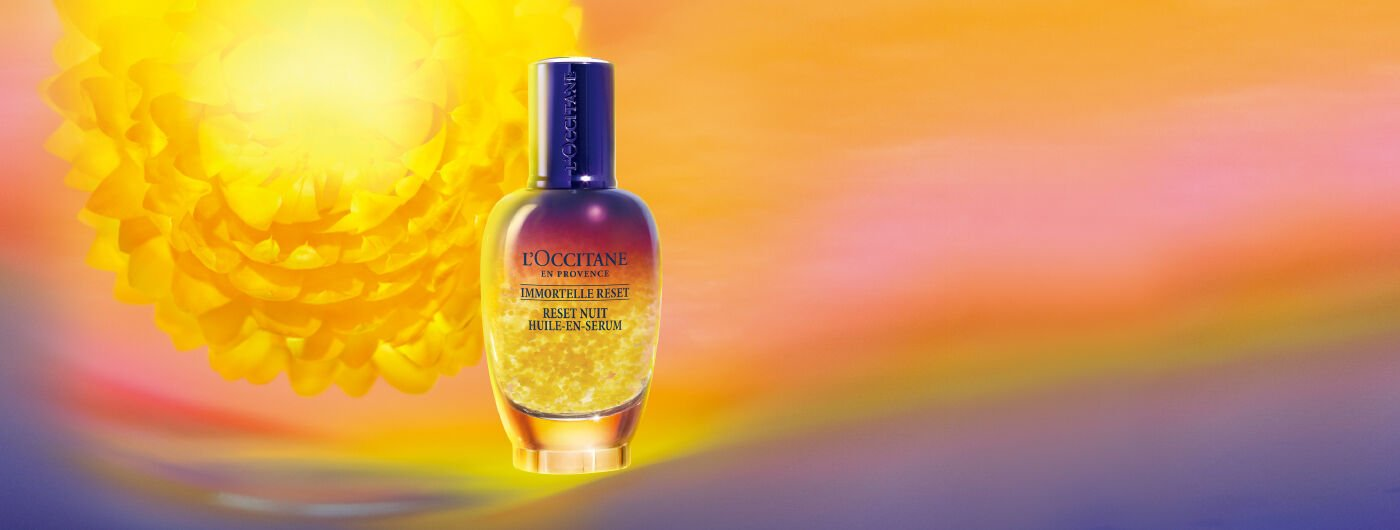 L'OCCITANE
L'OCCITANE
EN PROVENCE
IMMORTELLE RESET
RESET NUIT
HUILE-EN-SERUM